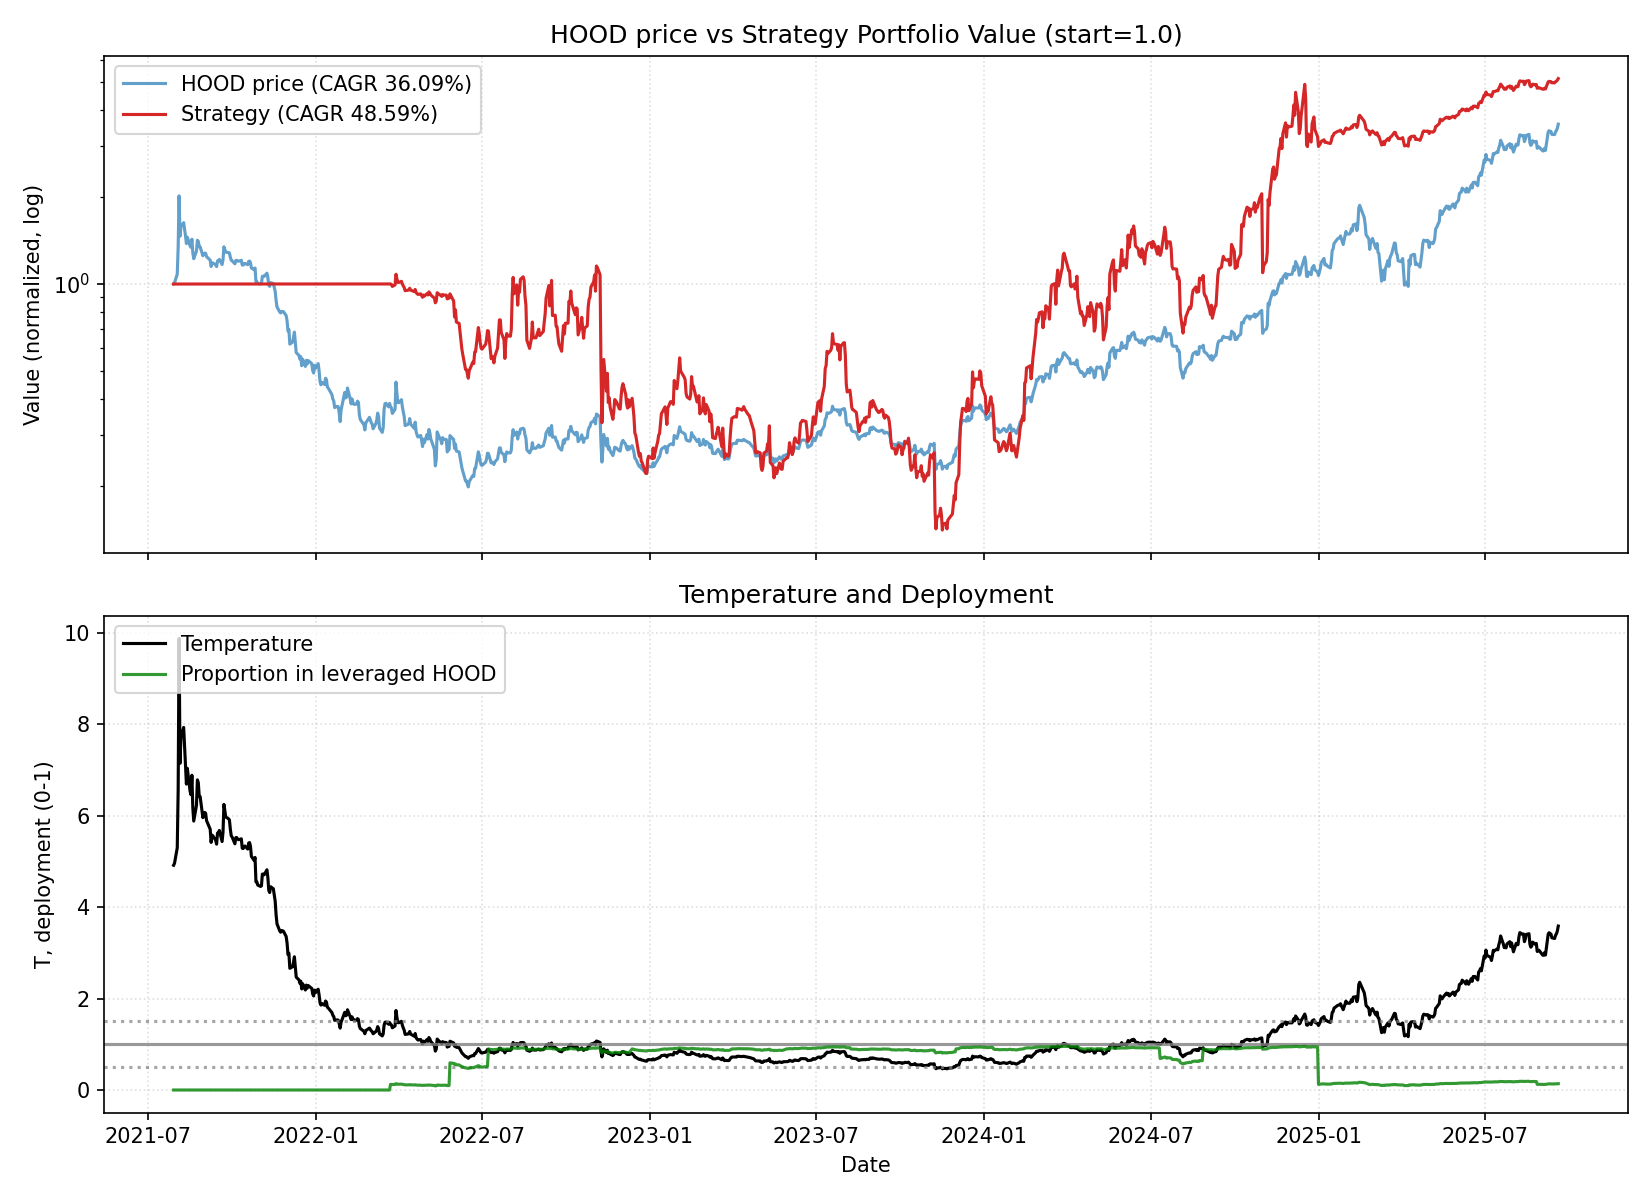 HOOD price vs Strategy Portfolio Value (start=1.0)
HOOD price (CAGR 36.09%)
Strategy (CAGR 48.59%)
10⁰
Value (normalized, log)
Temperature and Deployment
Temperature
Proportion in leveraged HOOD
10
8
6
4
2
0
T, deployment (0-1)
2021-07
2022-01
2022-07
2023-01
2023-07
2024-01
2024-07
2025-01
2025-07
Date